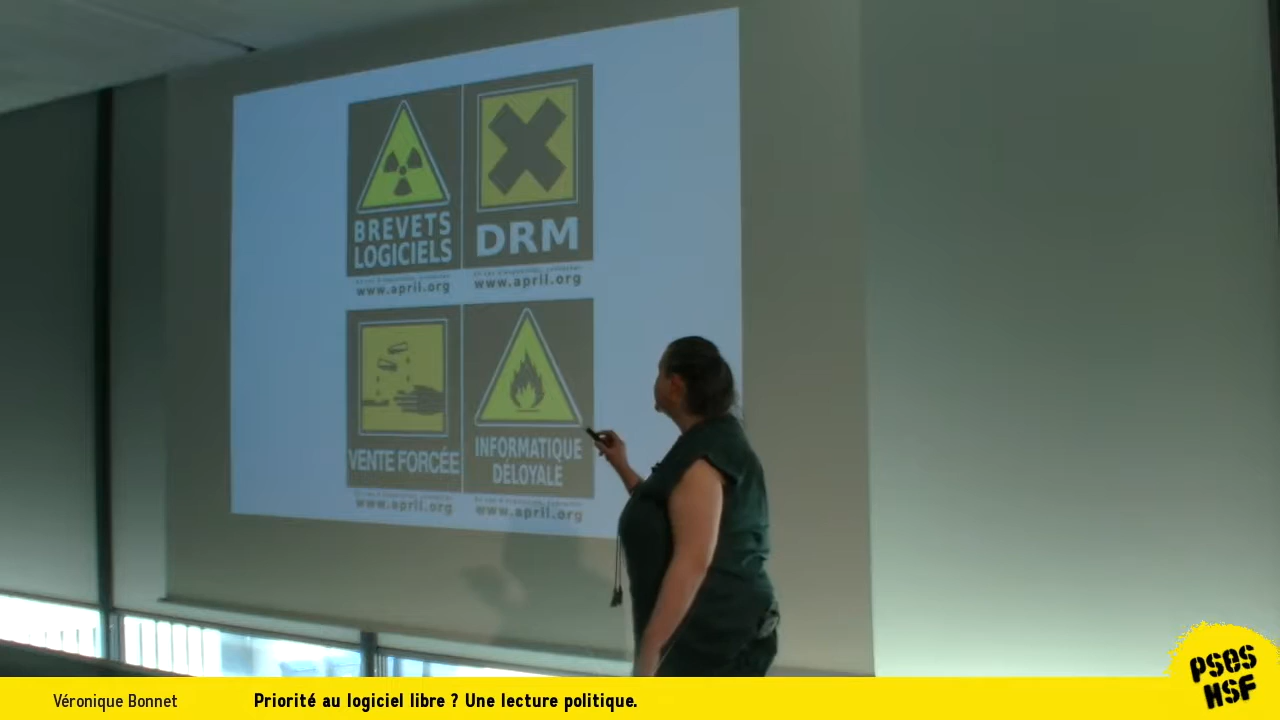 BREVETS
LOGICIELS
www.april.org
DRM
www.april.org
VENTE FORCÉE
www.april.org
INFORMATIQUE
DÉLOYALE
www.april.org
Véronique Bonnet
Priorité au logiciel libre ? Une lecture politique.
PSES
HSF